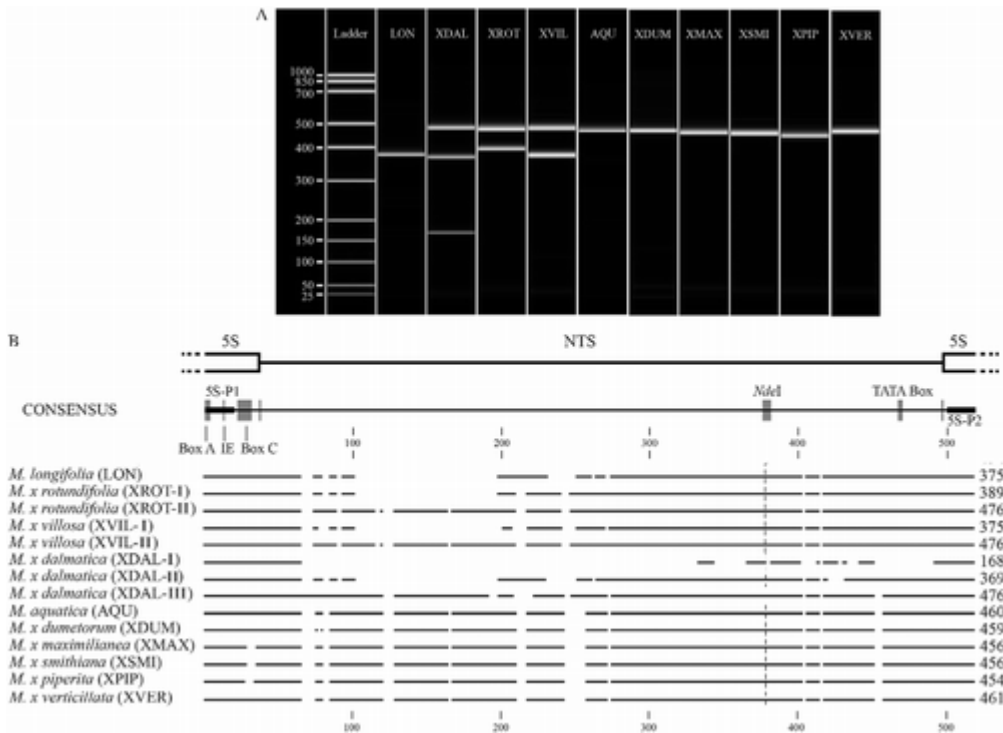 A
Ladder LON XDAL XROT XVIL AQU XDUM XMAX XSMI XPIP XVER
1000
850
700
500
400
300
200
150
100
50
25
B
5S NTS 5S
5S-P1 NdeI TATA Box
CONSENSUS
5S-P2
Box A IE Box C
100 200 300 400 500
M. longifolia (LON) 375
M. x rotundifolia (XROT-I) 389
M. x rotundifolia (XROT-II) 476
M. x villosa (XVIL-I) 375
M. x villosa (XVIL-II) 476
M. x dalmatica (XDAL-I) 168
M. x dalmatica (XDAL-II) 369
M. x dalmatica (XDAL-III) 476
M. aquatica (AQU) 460
M. x dumetorum (XDUM) 459
M. x maximilianea (XMAX) 456
M. x smithiana (XSMI) 456
M. x piperita (XPIP) 454
M. x verticillata (XVER) 461
100 200 300 400 500